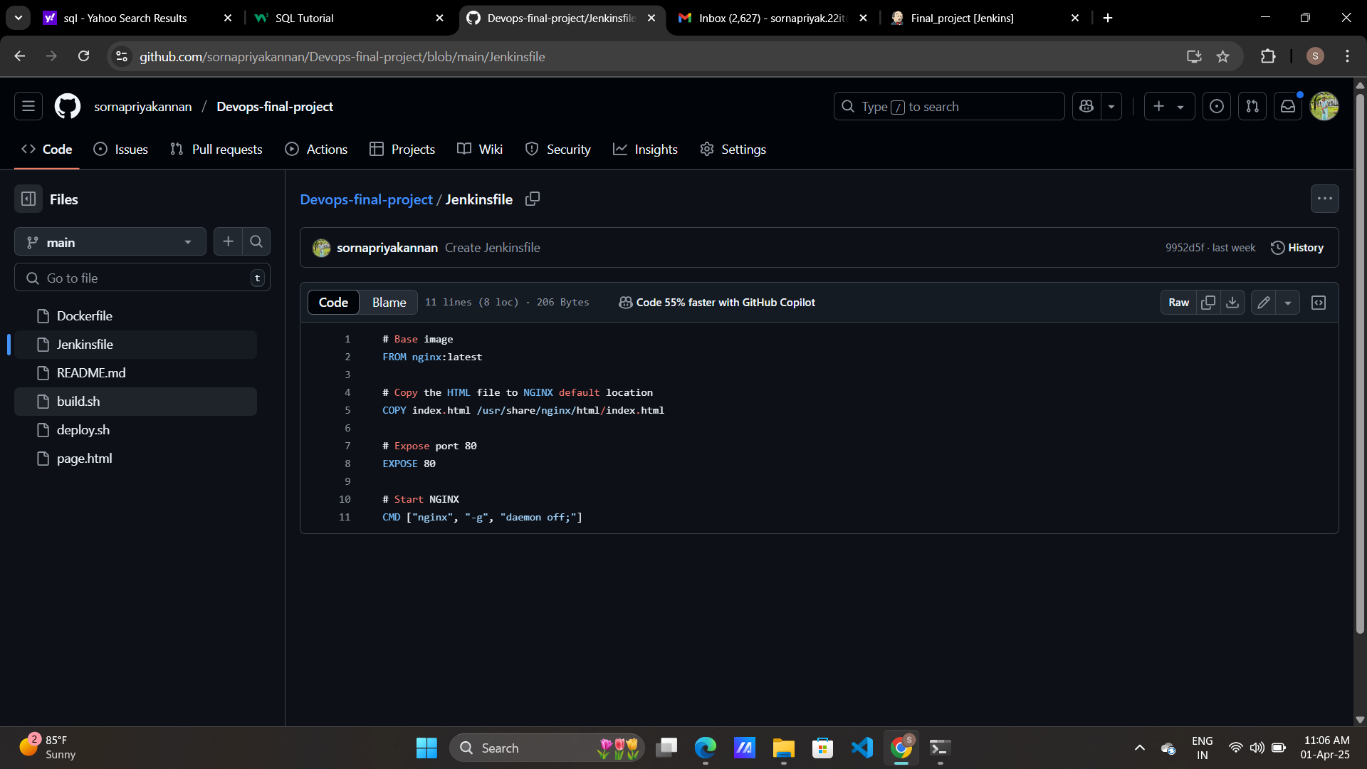 sql - Yahoo Search Results
SQL Tutorial
Devops-final-project/Jenkinsfile
Inbox (2,627) - sornapriyak.22it
Final_project [Jenkins]
github.com/sornapriyakannan/Devops-final-project/blob/main/Jenkinsfile
S
sornapriyakannan / Devops-final-project
Type / to search
Code
Issues
Pull requests
Actions
Projects
Wiki
Security
Insights
Settings
Files
main
Go to file
t
Dockerfile
Jenkinsfile
README.md
build.sh
deploy.sh
page.html
Devops-final-project / Jenkinsfile
sornapriyakannan Create Jenkinsfile
9952d5f · last week
History
Code
Blame
11 lines (8 loc) · 206 Bytes
Code 55% faster with GitHub Copilot
Raw
1 # Base image
2 FROM nginx:latest
3
4 # Copy the HTML file to NGINX default location
5 COPY index.html /usr/share/nginx/html/index.html
6
7 # Expose port 80
8 EXPOSE 80
9
10 # Start NGINX
11 CMD ["nginx", "-g", "daemon off;"]
2
85°F
Sunny
Search
S
ENG
IN
11:06 AM
01-Apr-25